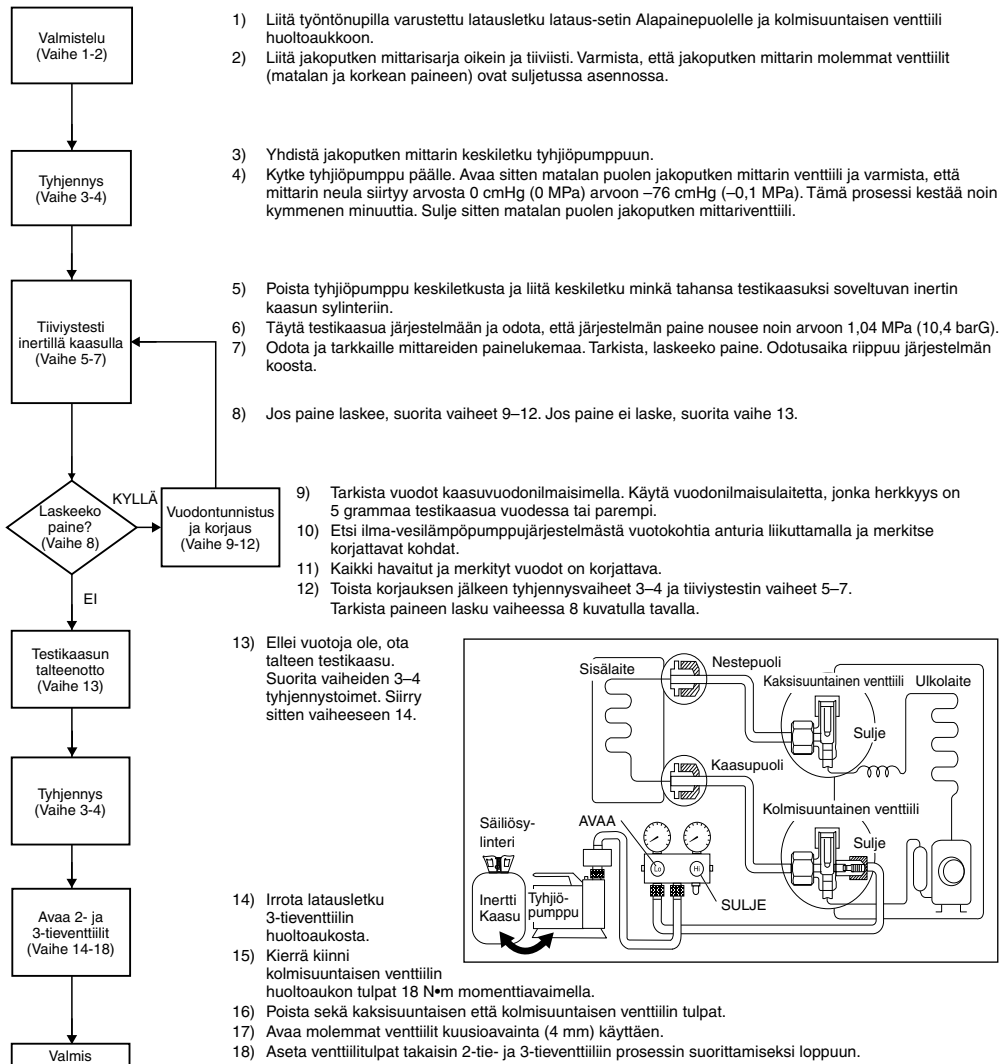 Valmistelu
(Vaihe 1-2)
1) Liitä työntönupilla varustettu latausletku lataus-setin Alapainepuolelle ja kolmisuuntaisen venttiili
huoltoaukkoon.
2) Liitä jakoputken mittarisarja oikein ja tiiviisti. Varmista, että jakoputken mittarin molemmat venttiilit
(matalan ja korkean paineen) ovat suljetussa asennossa.
Tyhjennys
(Vaihe 3-4)
3) Yhdistä jakoputken mittarin keskiletku tyhjiöpumppuun.
4) Kytke tyhjiöpumppu päälle. Avaa sitten matalan puolen jakoputken mittarin venttiili ja varmista, että
mittarin neula siirtyy arvosta 0 cmHg (0 MPa) arvoon –76 cmHg (–0,1 MPa). Tämä prosessi kestää noin
kymmenen minuuttia. Sulje sitten matalan puolen jakoputken mittariventtiili.
Tiiviystesti
inertillä kaasulla
(Vaihe 5-7)
5) Poista tyhjiöpumppu keskiletkusta ja liitä keskiletku minkä tahansa testikaasuksi soveltuvan inertin
kaasun sylinteriin.
6) Täytä testikaasua järjestelmään ja odota, että järjestelmän paine nousee noin arvoon 1,04 MPa (10,4 barG).
7) Odota ja tarkkaille mittareiden painelukemaa. Tarkista, laskeeko paine. Odotusaika riippuu järjestelmän
koosta.
8) Jos paine laskee, suorita vaiheet 9–12. Jos paine ei laske, suorita vaihe 13.
Laskeeko
paine?
(Vaihe 8)
KYLLÄ
EI
Vuodontunnistus
ja korjaus
(Vaihe 9-12)
9) Tarkista vuodot kaasuvuodonilmaisimella. Käytä vuodonilmaisulaitetta, jonka herkkyys on
5 grammaa testikaasua vuodessa tai parempi.
10) Etsi ilma-vesilämpöpumppujärjestelmästä vuotokohtia anturia liikuttamalla ja merkitse
korjattavat kohdat.
11) Kaikki havaitut ja merkityt vuodot on korjattava.
12) Toista korjauksen jälkeen tyhjennysvaiheet 3–4 ja tiiviystestin vaiheet 5–7.
Tarkista paineen lasku vaiheessa 8 kuvatulla tavalla.
Testikaasun
talteenotto
(Vaihe 13)
13) Ellei vuotoja ole, ota
talteen testikaasu.
Suorita vaiheiden 3–4
tyhjennystoimet. Siirry
sitten vaiheeseen 14.
Sisälaite
Nestepuoli
Kaksisuuntainen venttiili
Ulkolaite
Sulje
Kaasupuoli
Kolmisuuntainen venttiili
Sulje
Säiliösy-
linteri
AVAA
Lo
Hi
SULJE
Inertti
Kaasu
Tyhjiö-
pumppu
Tyhjennys
(Vaihe 3-4)
Avaa 2- ja
3-tieventtiilit
(Vaihe 14-18)
14) Irrota latausletku
3-tieventtiilin
huoltoaukosta.
15) Kierrä kiinni
kolmisuuntaisen venttiilin
huoltoaukon tulpat 18 N•m momenttiavaimella.
16) Poista sekä kaksisuuntaisen että kolmisuuntaisen venttiilin tulpat.
17) Avaa molemmat venttiilit kuusioavainta (4 mm) käyttäen.
18) Aseta venttiilitulpat takaisin 2-tie- ja 3-tieventtiiliin prosessin suorittamiseksi loppuun.
Valmis